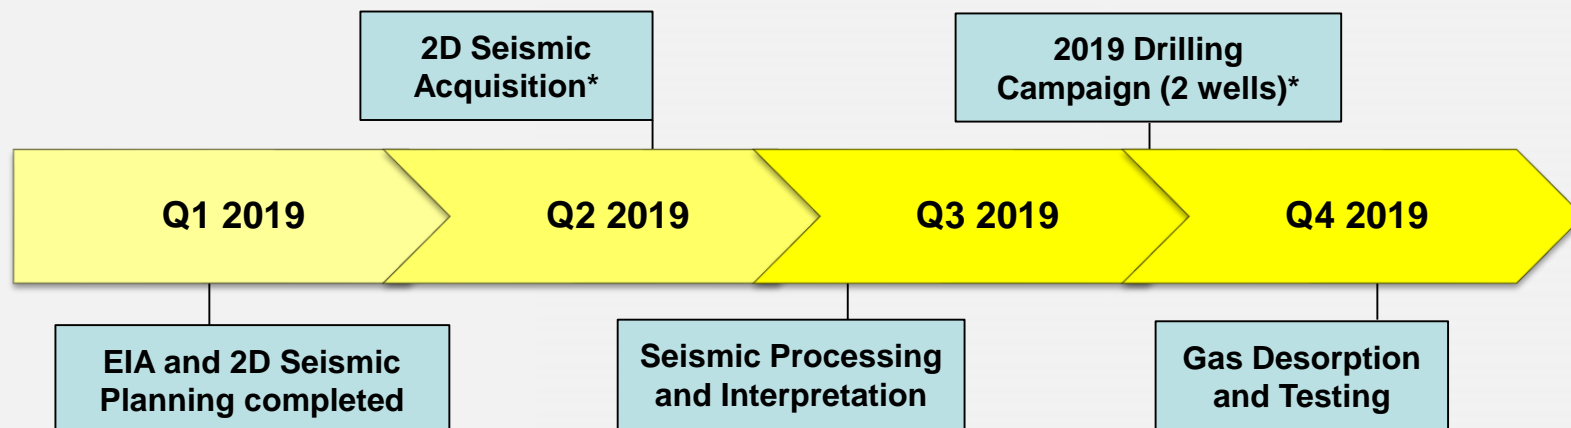 2D Seismic
Acquisition*
2019 Drilling
Campaign (2 wells)*
Q1 2019
Q2 2019
Q3 2019
Q4 2019
EIA and 2D Seismic
Planning completed
Seismic Processing
and Interpretation
Gas Desorption
and Testing